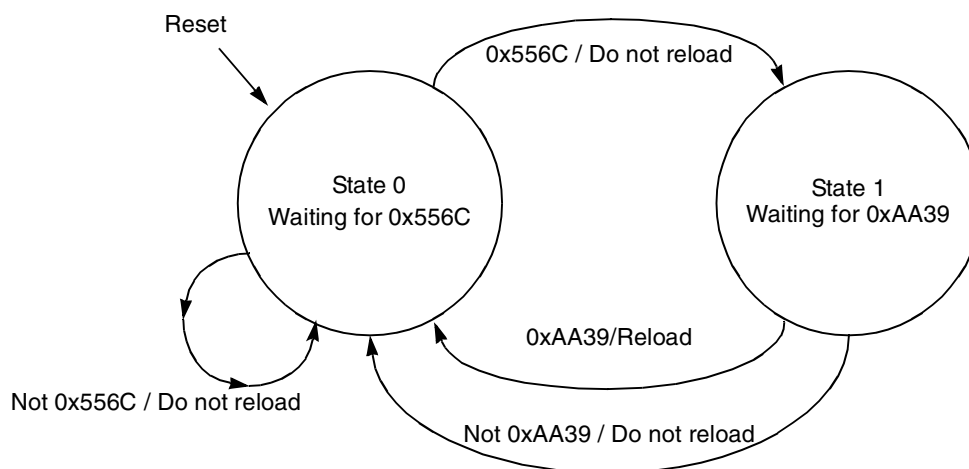 Reset
0x556C / Do not reload
State 0
Waiting for 0x556C
State 1
Waiting for 0xAA39
0xAA39/Reload
Not 0x556C / Do not reload
Not 0xAA39 / Do not reload